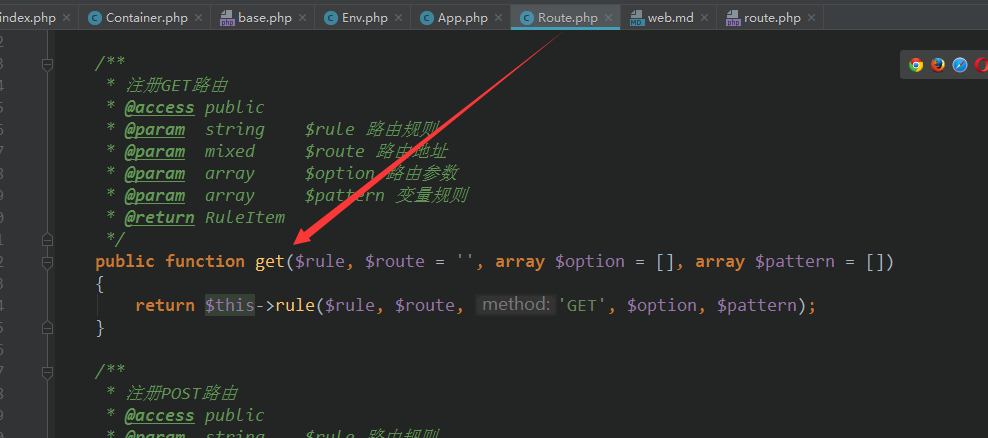 index.php Container.php base.php Env.php App.php Route.php web.md route.php
/**
* 注册GET路由
* @access public
* @param string $rule 路由规则
* @param mixed $route 路由地址
* @param array $option 路由参数
* @param array $pattern 变量规则
* @return RuleItem
*/
public function get($rule, $route = '', array $option = [], array $pattern = [])
{
return $this->rule($rule, $route, method: 'GET', $option, $pattern);
}
/**
* 注册POST路由
* @access public
* @param string $rule 路由规则